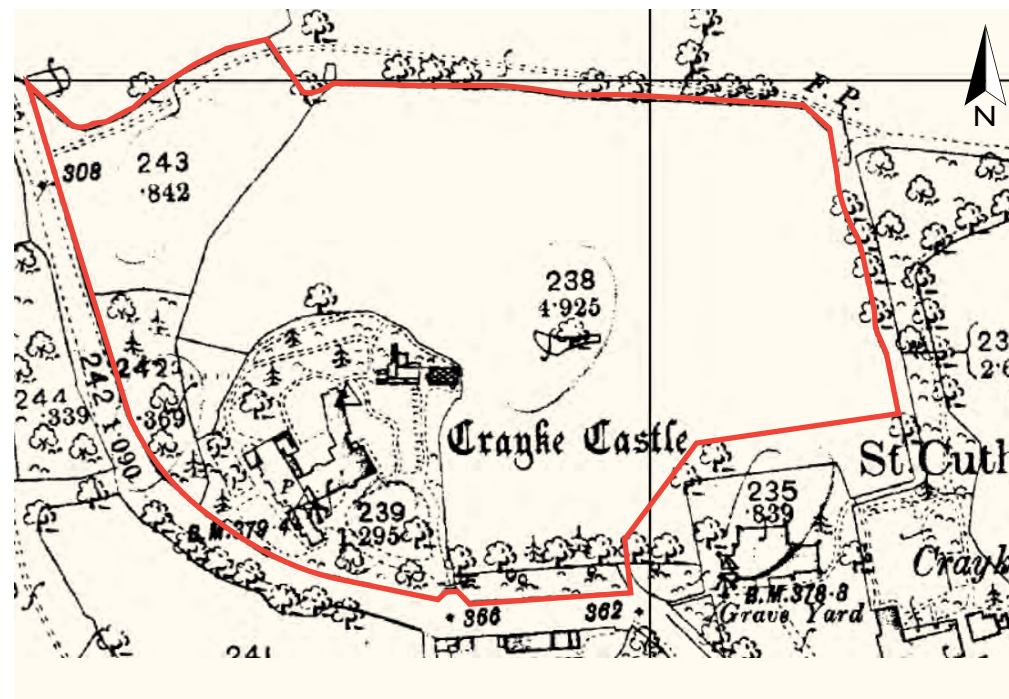 F.P.
N
308
243
·842
238
4·925
242
·369
244
·339
242 1·090
Crayke Castle
St. Cuth
235
·839
P
239
1·295
B.M.379·4
Crayk
B.M.378·8
Grave Yard
366
362
241
23
2·6